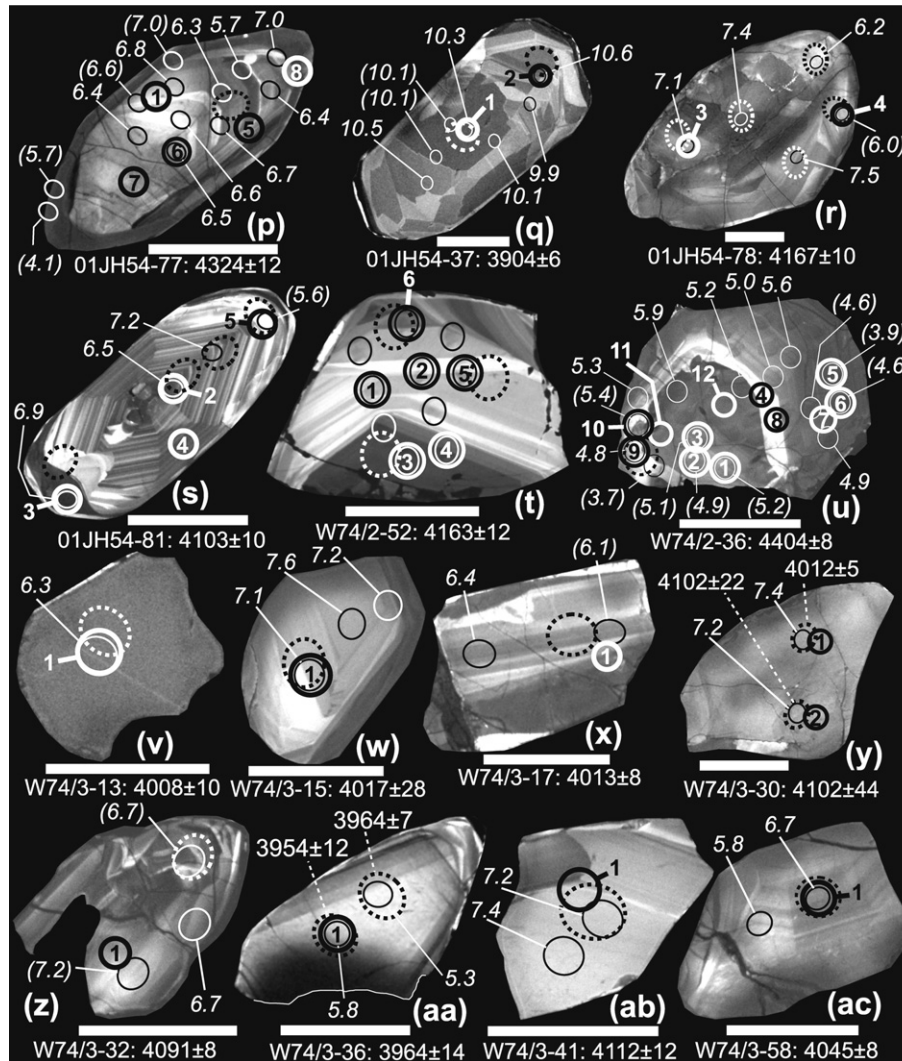 (7.0) 6.3 5.7 7.0
6.8
(6.6)
6.4
1 8
5
6
7
6.4
6.7
6.6
6.5
(5.7)
(4.1)
(p)
01JH54-77: 4324±12
10.3
(10.1)
(10.1)
10.5
10.6
2
1
9.9
10.1
(q)
01JH54-37: 3904±6
7.4
6.2
7.1
3
4
(6.0)
7.5
(r)
01JH54-78: 4167±10
7.2
6.5
(5.6)
5
2
4
6.9
3
(s)
01JH54-81: 4103±10
6
1 2 5
3 4
(t)
W74/2-52: 4163±12
5.2 5.0 5.6
5.9
(4.6)
(3.9)
5.3
11
12
5
(5.4)
4
6
(4.6)
10
8
7
3
4.8
9
2 1
(3.7)
(5.1) (4.9) (5.2)
4.9
(u)
W74/2-36: 4404±8
6.3
1
(v)
W74/3-13: 4008±10
7.6 7.2
7.1
1
(w)
W74/3-15: 4017±28
6.4
(6.1)
1
(x)
W74/3-17: 4013±8
4102±22
4012±5
7.4
1
7.2
2
(y)
W74/3-30: 4102±44
(6.7)
1
(7.2)
6.7
(z)
W74/3-32: 4091±8
3964±7
3954±12
1
5.8
5.3
(aa)
W74/3-36: 3964±14
1
7.2
7.4
(ab)
W74/3-41: 4112±12
6.7
5.8
1
(ac)
W74/3-58: 4045±8